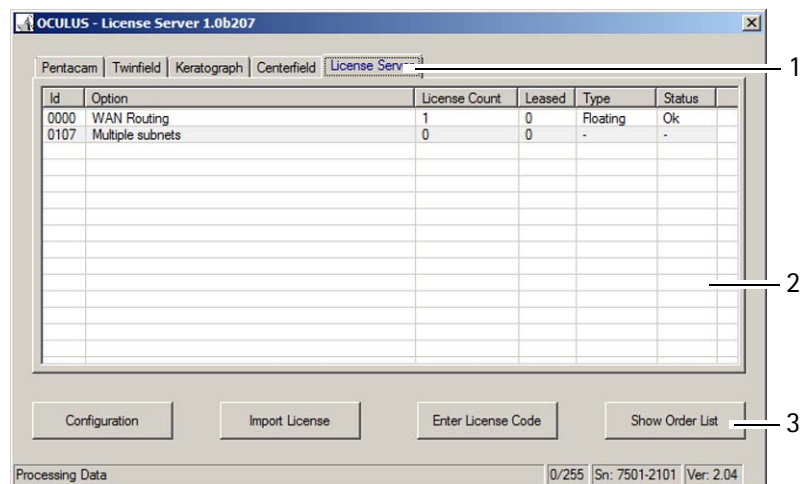 OCULUS - License Server 1.0b207
Pentacam Twinfield Keratograph Centerfield License Server
1
Id Option License Count Leased Type Status
0000 WAN Routing 1 0 Floating Ok
0107 Multiple subnets 0 0 - -
2
Configuration Import License Enter License Code Show Order List
3
Processing Data 0/255 Sn: 7501-2101 Ver: 2.04